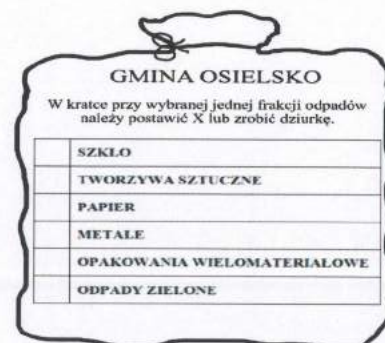 GMINA OSIELSKO
W kratce przy wybranej jednej frakcji odpadów
należy postawić X lub zrobić dziurkę.
SZKŁO
TWORZYWA SZTUCZNE
PAPIER
METALE
OPAKOWANIA WIELOMATERIAŁOWE
ODPADY ZIELONE